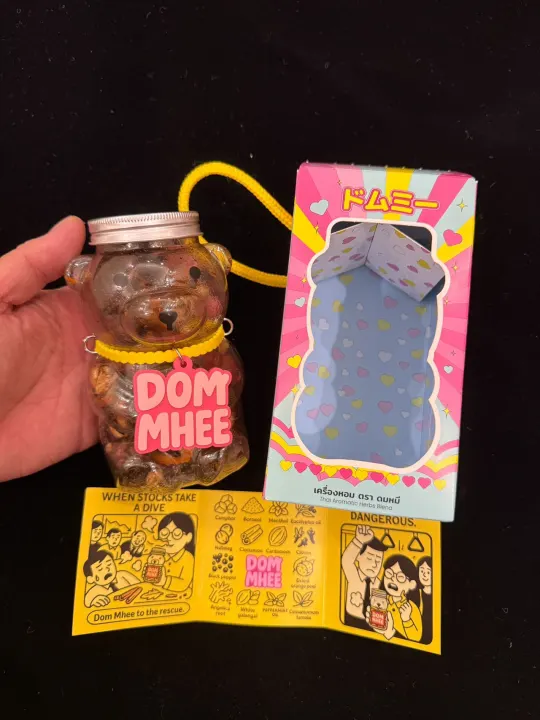 ドムミー
DOM
MHEE
เครื่องหอม ตรา ดมหมี
Thai Aromatic Herbs Blend
WHEN STOCKS TAKE
A DIVE
Dom Mhee to the rescue.
Camphor
Borneol
Menthol
Eucalyptus oil
Nutmeg
Cinnamon
Cardamom
Cloves
Black pepper
DOM
MHEE
Dried
orange peel
Angelica
root
White
galangal
PEPPERMINT
OIL
Cinnamomum
DANGEROUS.